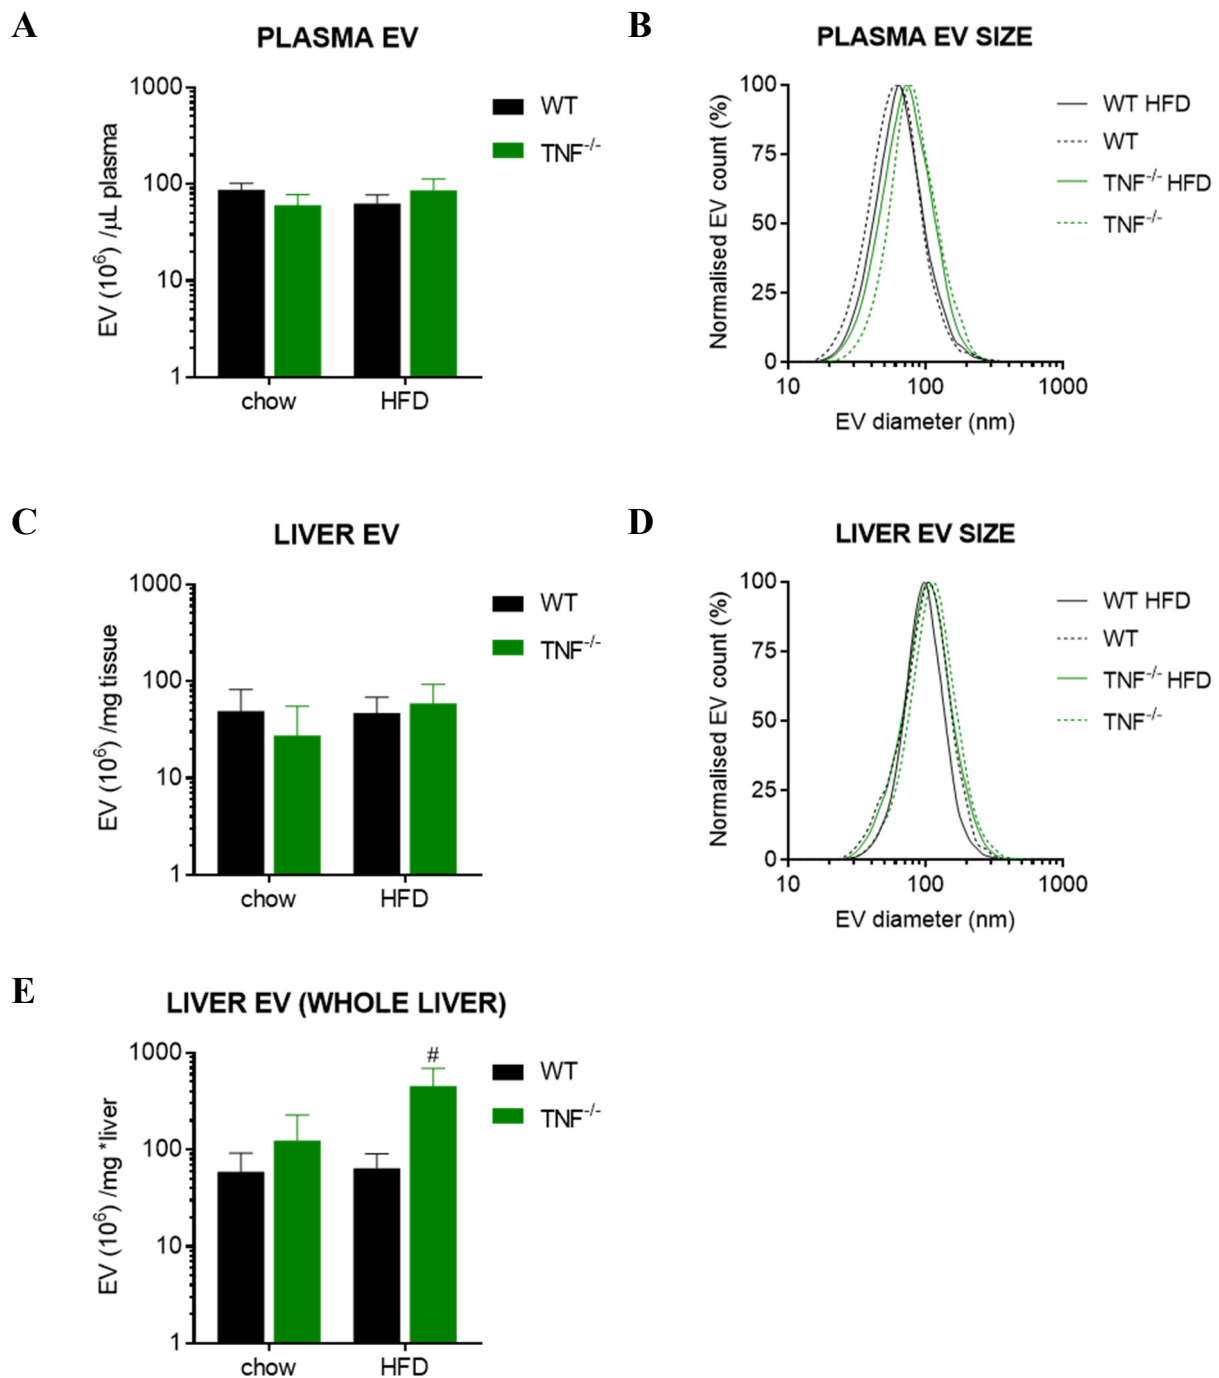 A
PLASMA EV
EV (10⁶) /μL plasma
1000
100
10
1
chow
HFD
WT
TNF⁻/⁻
B
PLASMA EV SIZE
Normalised EV count (%)
100
75
50
25
0
10
100
1000
EV diameter (nm)
WT HFD
WT
TNF⁻/⁻ HFD
TNF⁻/⁻
C
LIVER EV
EV (10⁶) /mg tissue
1000
100
10
1
chow
HFD
WT
TNF⁻/⁻
D
LIVER EV SIZE
Normalised EV count (%)
100
75
50
25
0
10
100
1000
EV diameter (nm)
WT HFD
WT
TNF⁻/⁻ HFD
TNF⁻/⁻
E
LIVER EV (WHOLE LIVER)
EV (10⁶) /mg *liver
1000
100
10
1
#
chow
HFD
WT
TNF⁻/⁻